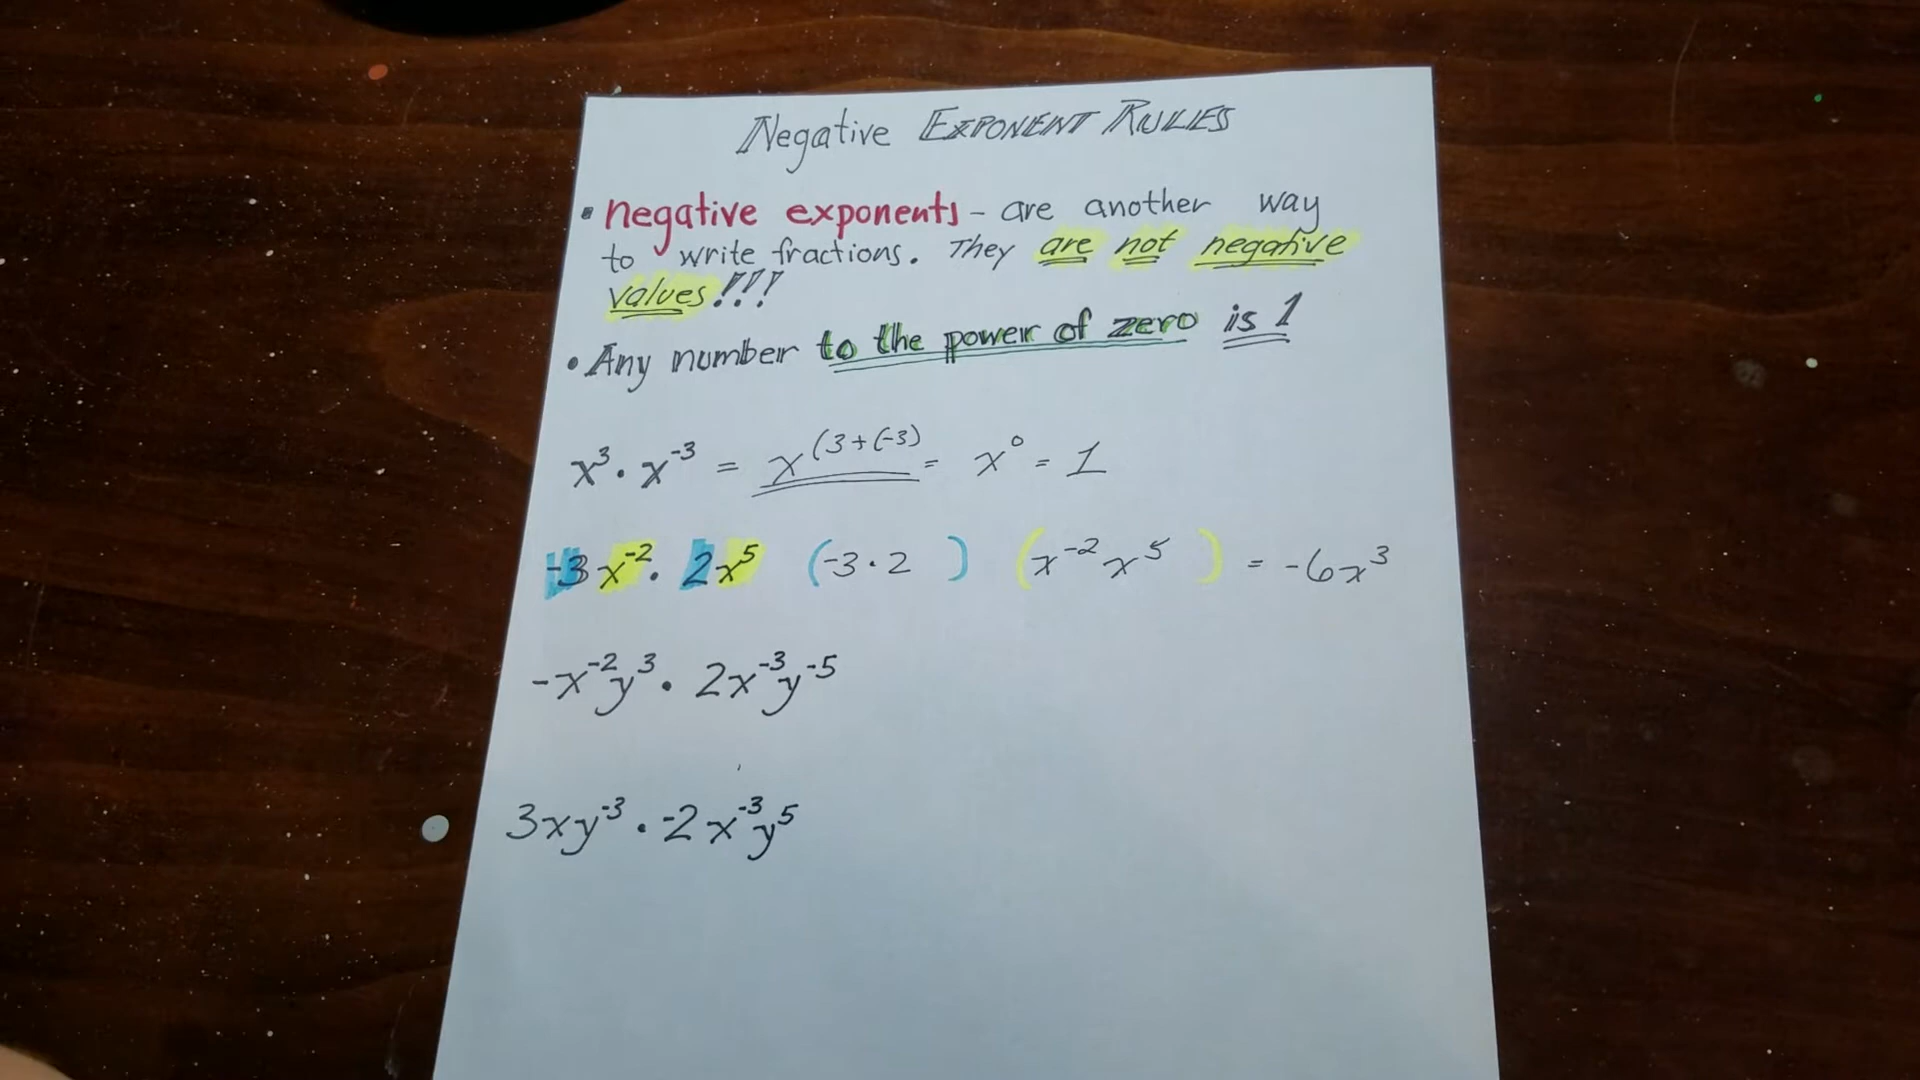 Negative EXPONENT RULES
• negative exponents - are another way
to write fractions. They are not negative
values!!!
• Any number to the power of zero is 1
x³ · x⁻³ = x⁽³⁺⁽⁻³⁾ = x⁰ = 1
-3x⁻² · 2x⁵ (-3 · 2 ) (x⁻²x⁵ ) = -6x³
-x⁻²y³ · 2x⁻³y⁻⁵
3xy⁻³ · -2x⁻³y⁵